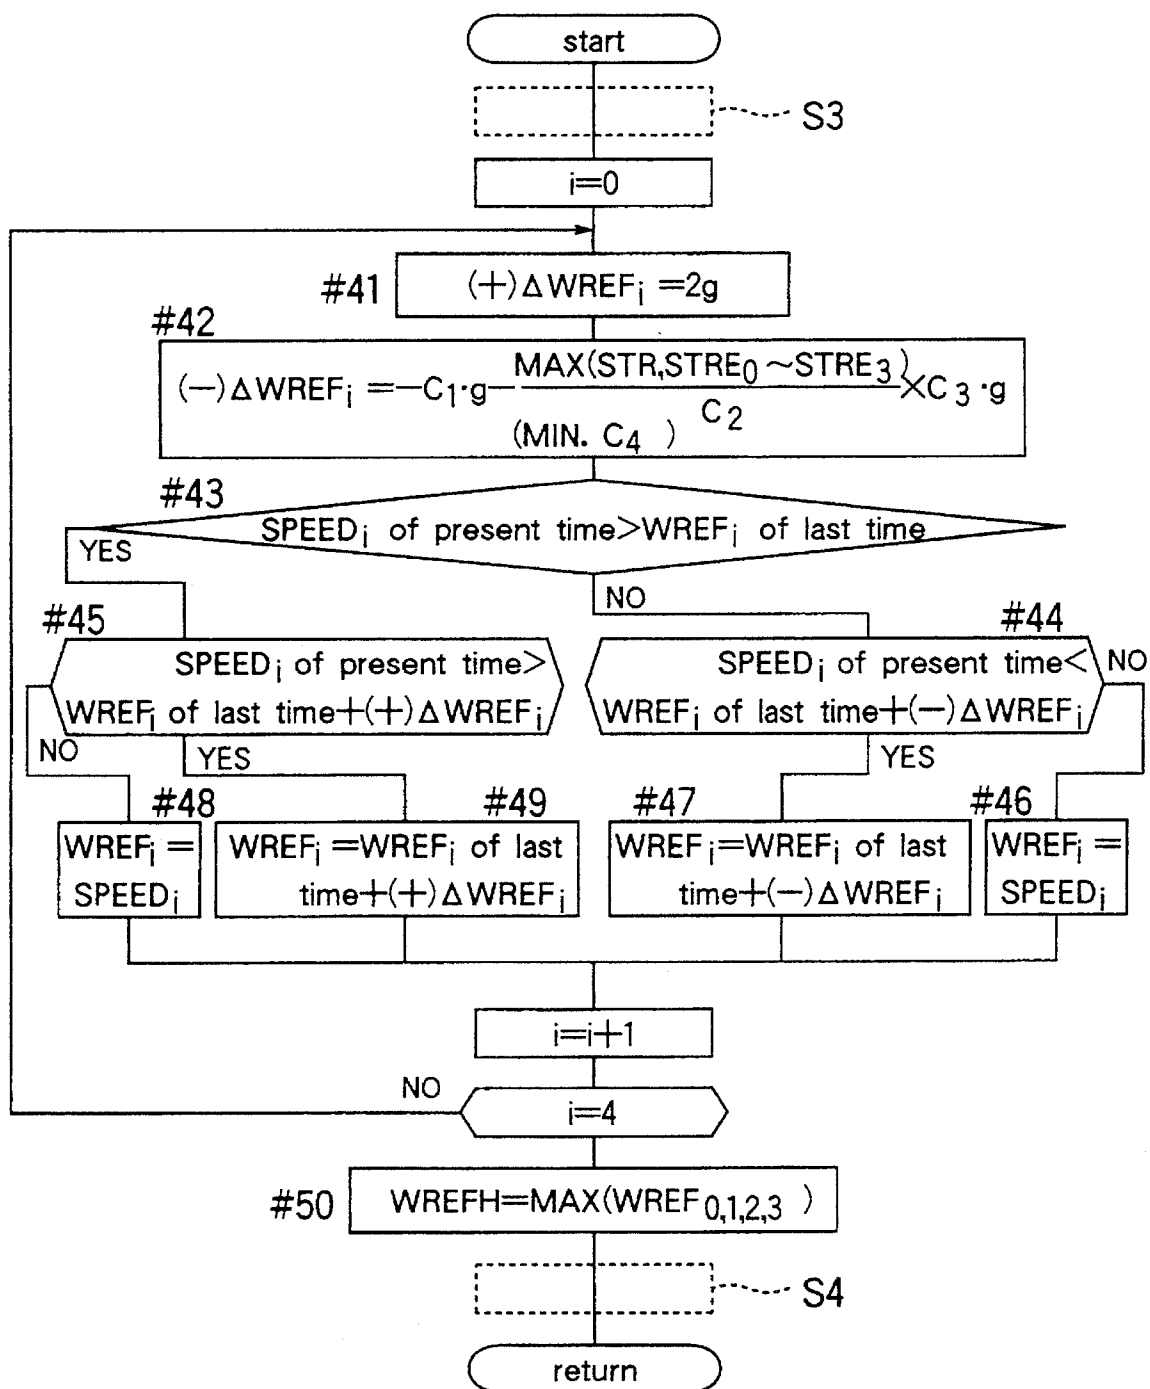 start
S3
i=0
#41
(+)ΔWREFi =2g
#42
(−)ΔWREFi =−C1·g− MAX(STR,STRE0~STRE3) / C2 ×C3·g
(MIN. C4 )
#43
SPEEDi of present time>WREFi of last time
YES
NO
#45
SPEEDi of present time>
WREFi of last time+(+)ΔWREFi
NO
YES
#44
SPEEDi of present time<
WREFi of last time+(−)ΔWREFi
NO
YES
#48
WREFi =
SPEEDi
#49
WREFi =WREFi of last
time+(+)ΔWREFi
#47
WREFi=WREFi of last
time+(−)ΔWREFi
#46
WREFi =
SPEEDi
i=i+1
NO
i=4
#50
WREFH=MAX(WREF0,1,2,3 )
S4
return